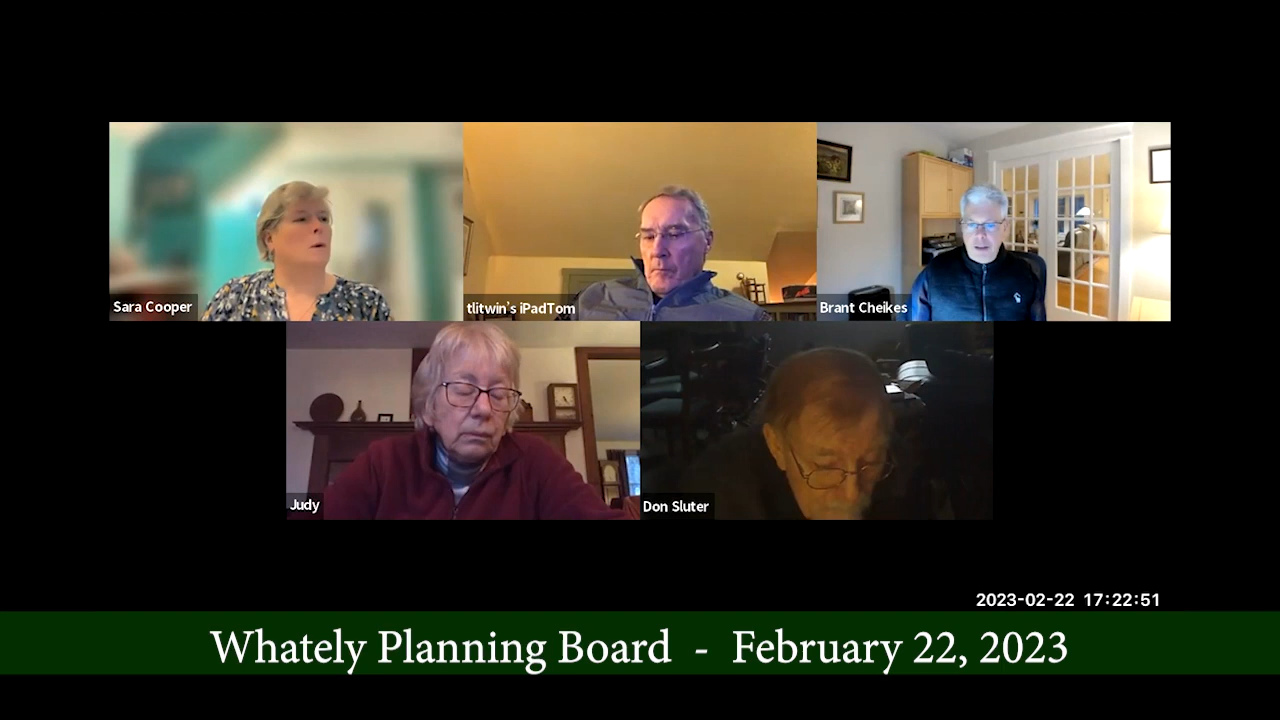 Sara Cooper
tlitwin's iPadTom
Brant Cheikes
Judy
Don Sluter
2023-02-22 17:22:51
Whately Planning Board - February 22, 2023